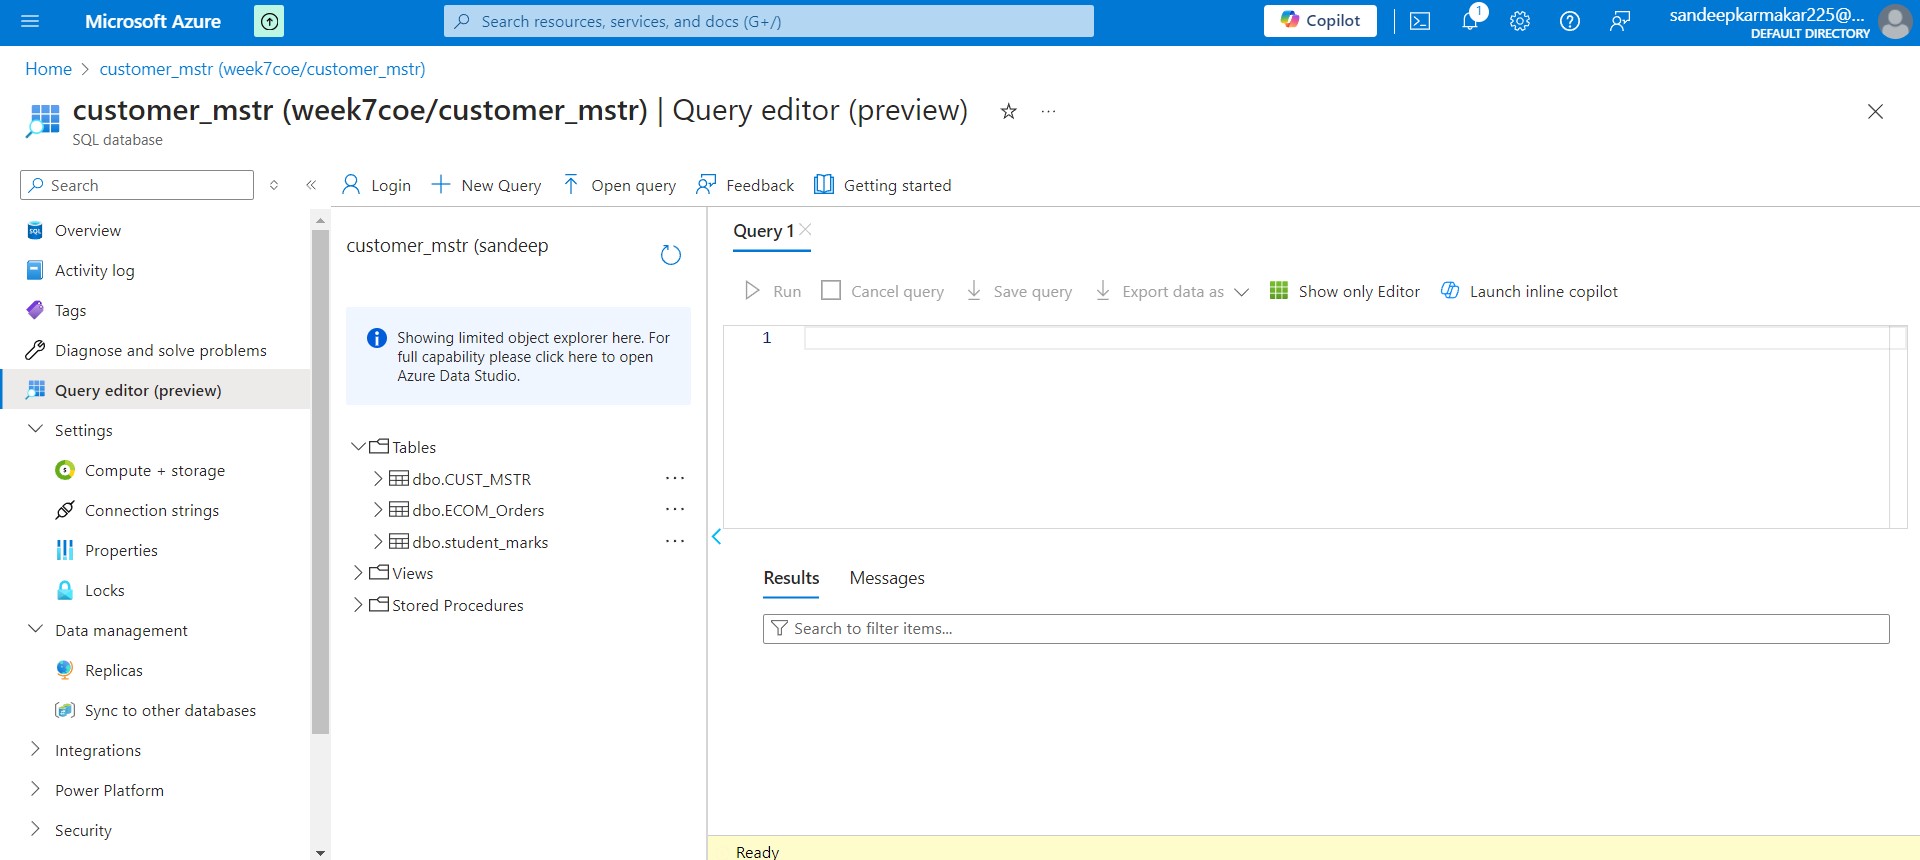 Microsoft Azure
Search resources, services, and docs (G+/)
Copilot
1
sandeepkarmakar225@...
DEFAULT DIRECTORY
Home > customer_mstr (week7coe/customer_mstr)
customer_mstr (week7coe/customer_mstr) | Query editor (preview)
SQL database
Search
Login
New Query
Open query
Feedback
Getting started
Overview
Activity log
Tags
Diagnose and solve problems
Query editor (preview)
Settings
Compute + storage
Connection strings
Properties
Locks
Data management
Replicas
Sync to other databases
Integrations
Power Platform
Security
customer_mstr (sandeep
Showing limited object explorer here. For
full capability please click here to open
Azure Data Studio.
Tables
dbo.CUST_MSTR
dbo.ECOM_Orders
dbo.student_marks
Views
Stored Procedures
Query 1
Run
Cancel query
Save query
Export data as
Show only Editor
Launch inline copilot
1
Results
Messages
Search to filter items...
Ready